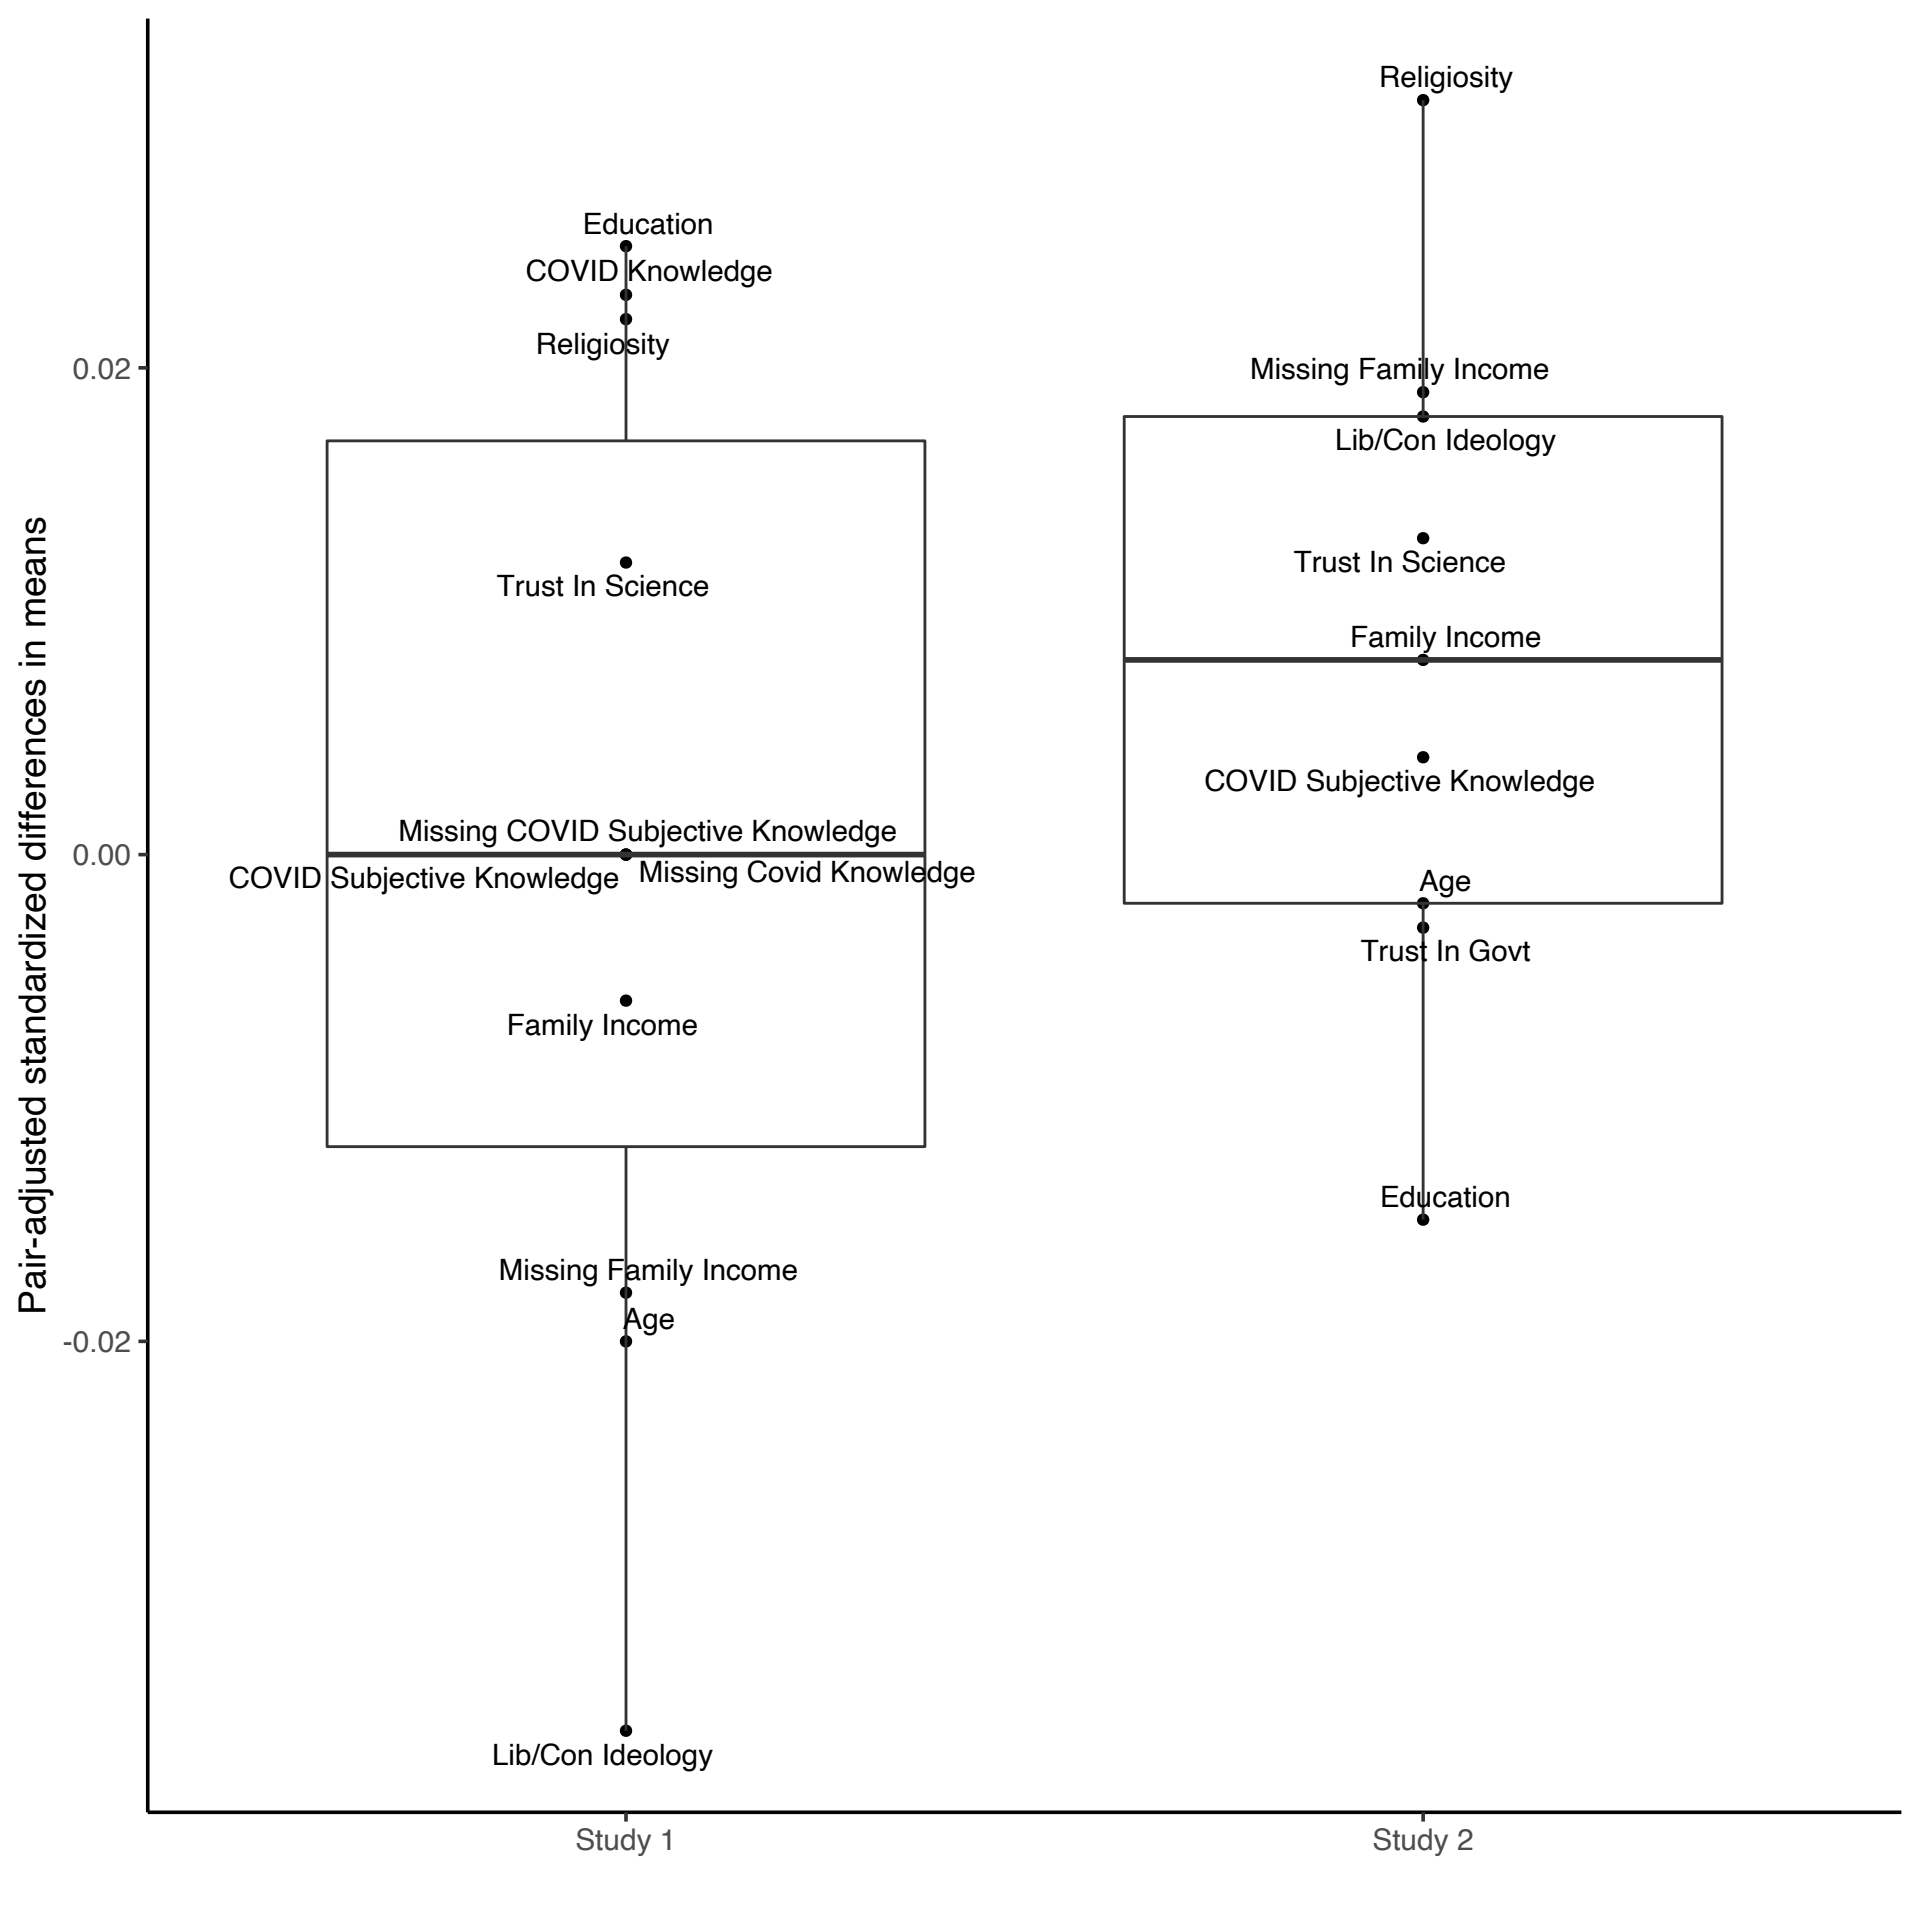 Pair-adjusted standardized differences in means
0.02
0.00
-0.02
Education
COVID Knowledge
Religiosity
Trust In Science
Missing COVID Subjective Knowledge
COVID Subjective Knowledge
Missing Covid Knowledge
Family Income
Missing Family Income
Age
Lib/Con Ideology
Religiosity
Missing Family Income
Lib/Con Ideology
Trust In Science
Family Income
COVID Subjective Knowledge
Age
Trust In Govt
Education
Study 1
Study 2